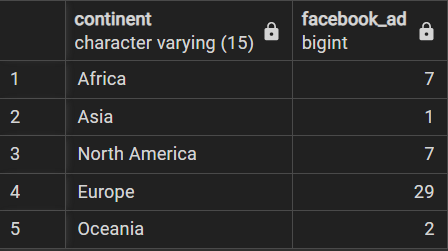 continent facebook_ad
character varying (15) bigint
1 Africa 7
2 Asia 1
3 North America 7
4 Europe 29
5 Oceania 2